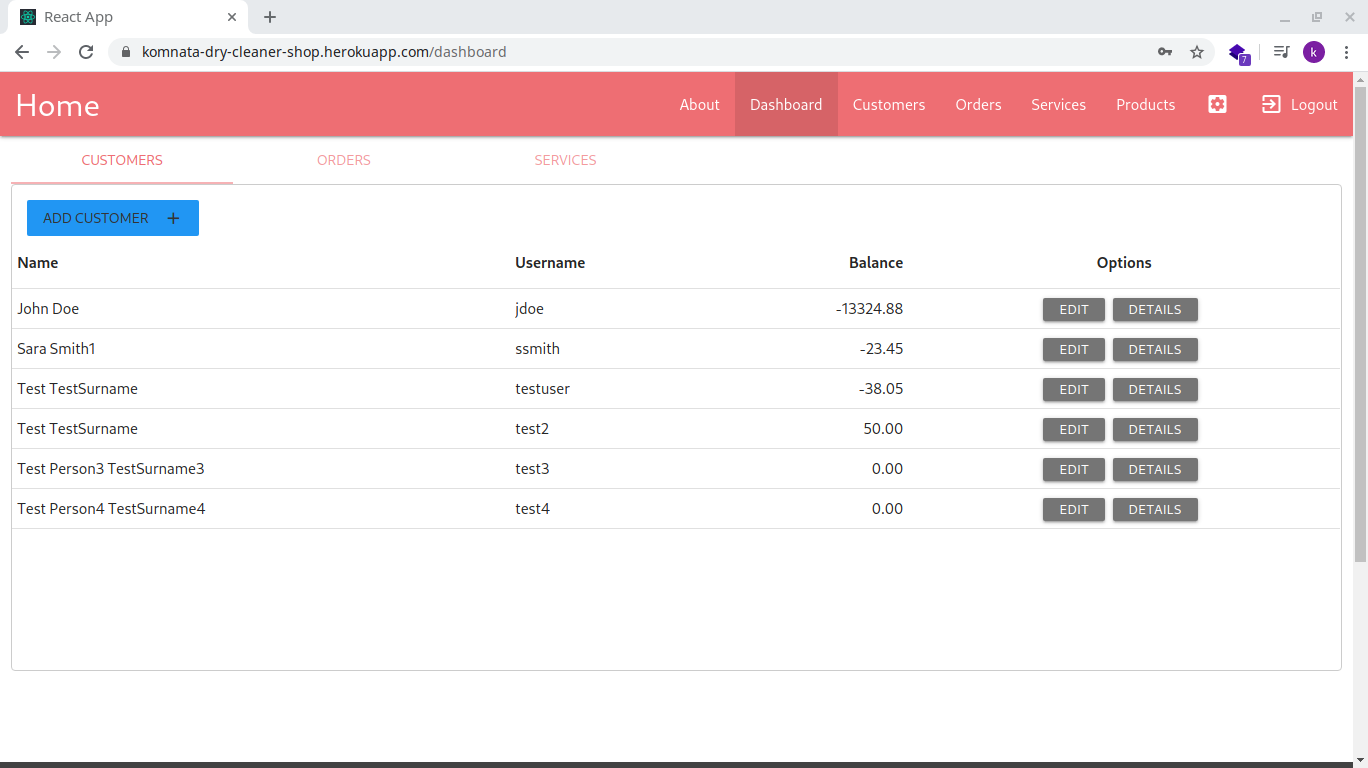 React App
komnata-dry-cleaner-shop.herokuapp.com/dashboard
7
k
Home About Dashboard Customers Orders Services Products Logout
CUSTOMERS ORDERS SERVICES
ADD CUSTOMER +
Name Username Balance Options
John Doe jdoe -13324.88 EDIT DETAILS
Sara Smith1 ssmith -23.45 EDIT DETAILS
Test TestSurname testuser -38.05 EDIT DETAILS
Test TestSurname test2 50.00 EDIT DETAILS
Test Person3 TestSurname3 test3 0.00 EDIT DETAILS
Test Person4 TestSurname4 test4 0.00 EDIT DETAILS